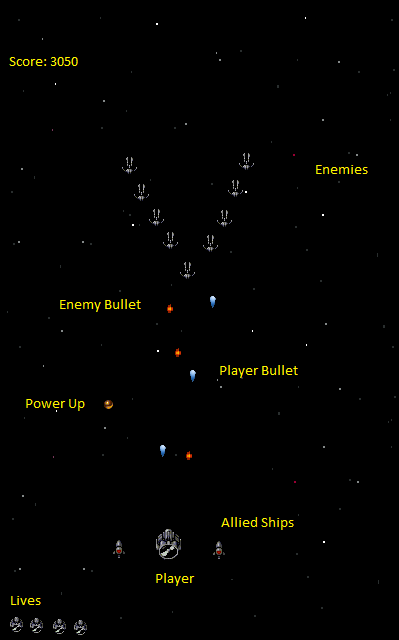 Score: 3050
Enemies
Enemy Bullet
Player Bullet
Power Up
Allied Ships
Player
Lives